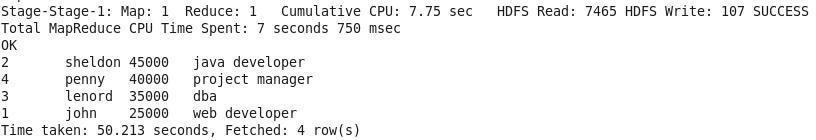 Stage-Stage-1: Map: 1  Reduce: 1   Cumulative CPU: 7.75 sec   HDFS Read: 7465 HDFS Write: 107 SUCCESS
Total MapReduce CPU Time Spent: 7 seconds 750 msec
OK
2	sheldon	45000	java developer
4	penny	40000	project manager
3	lenord	35000	dba
1	john	25000	web developer
Time taken: 50.213 seconds, Fetched: 4 row(s)